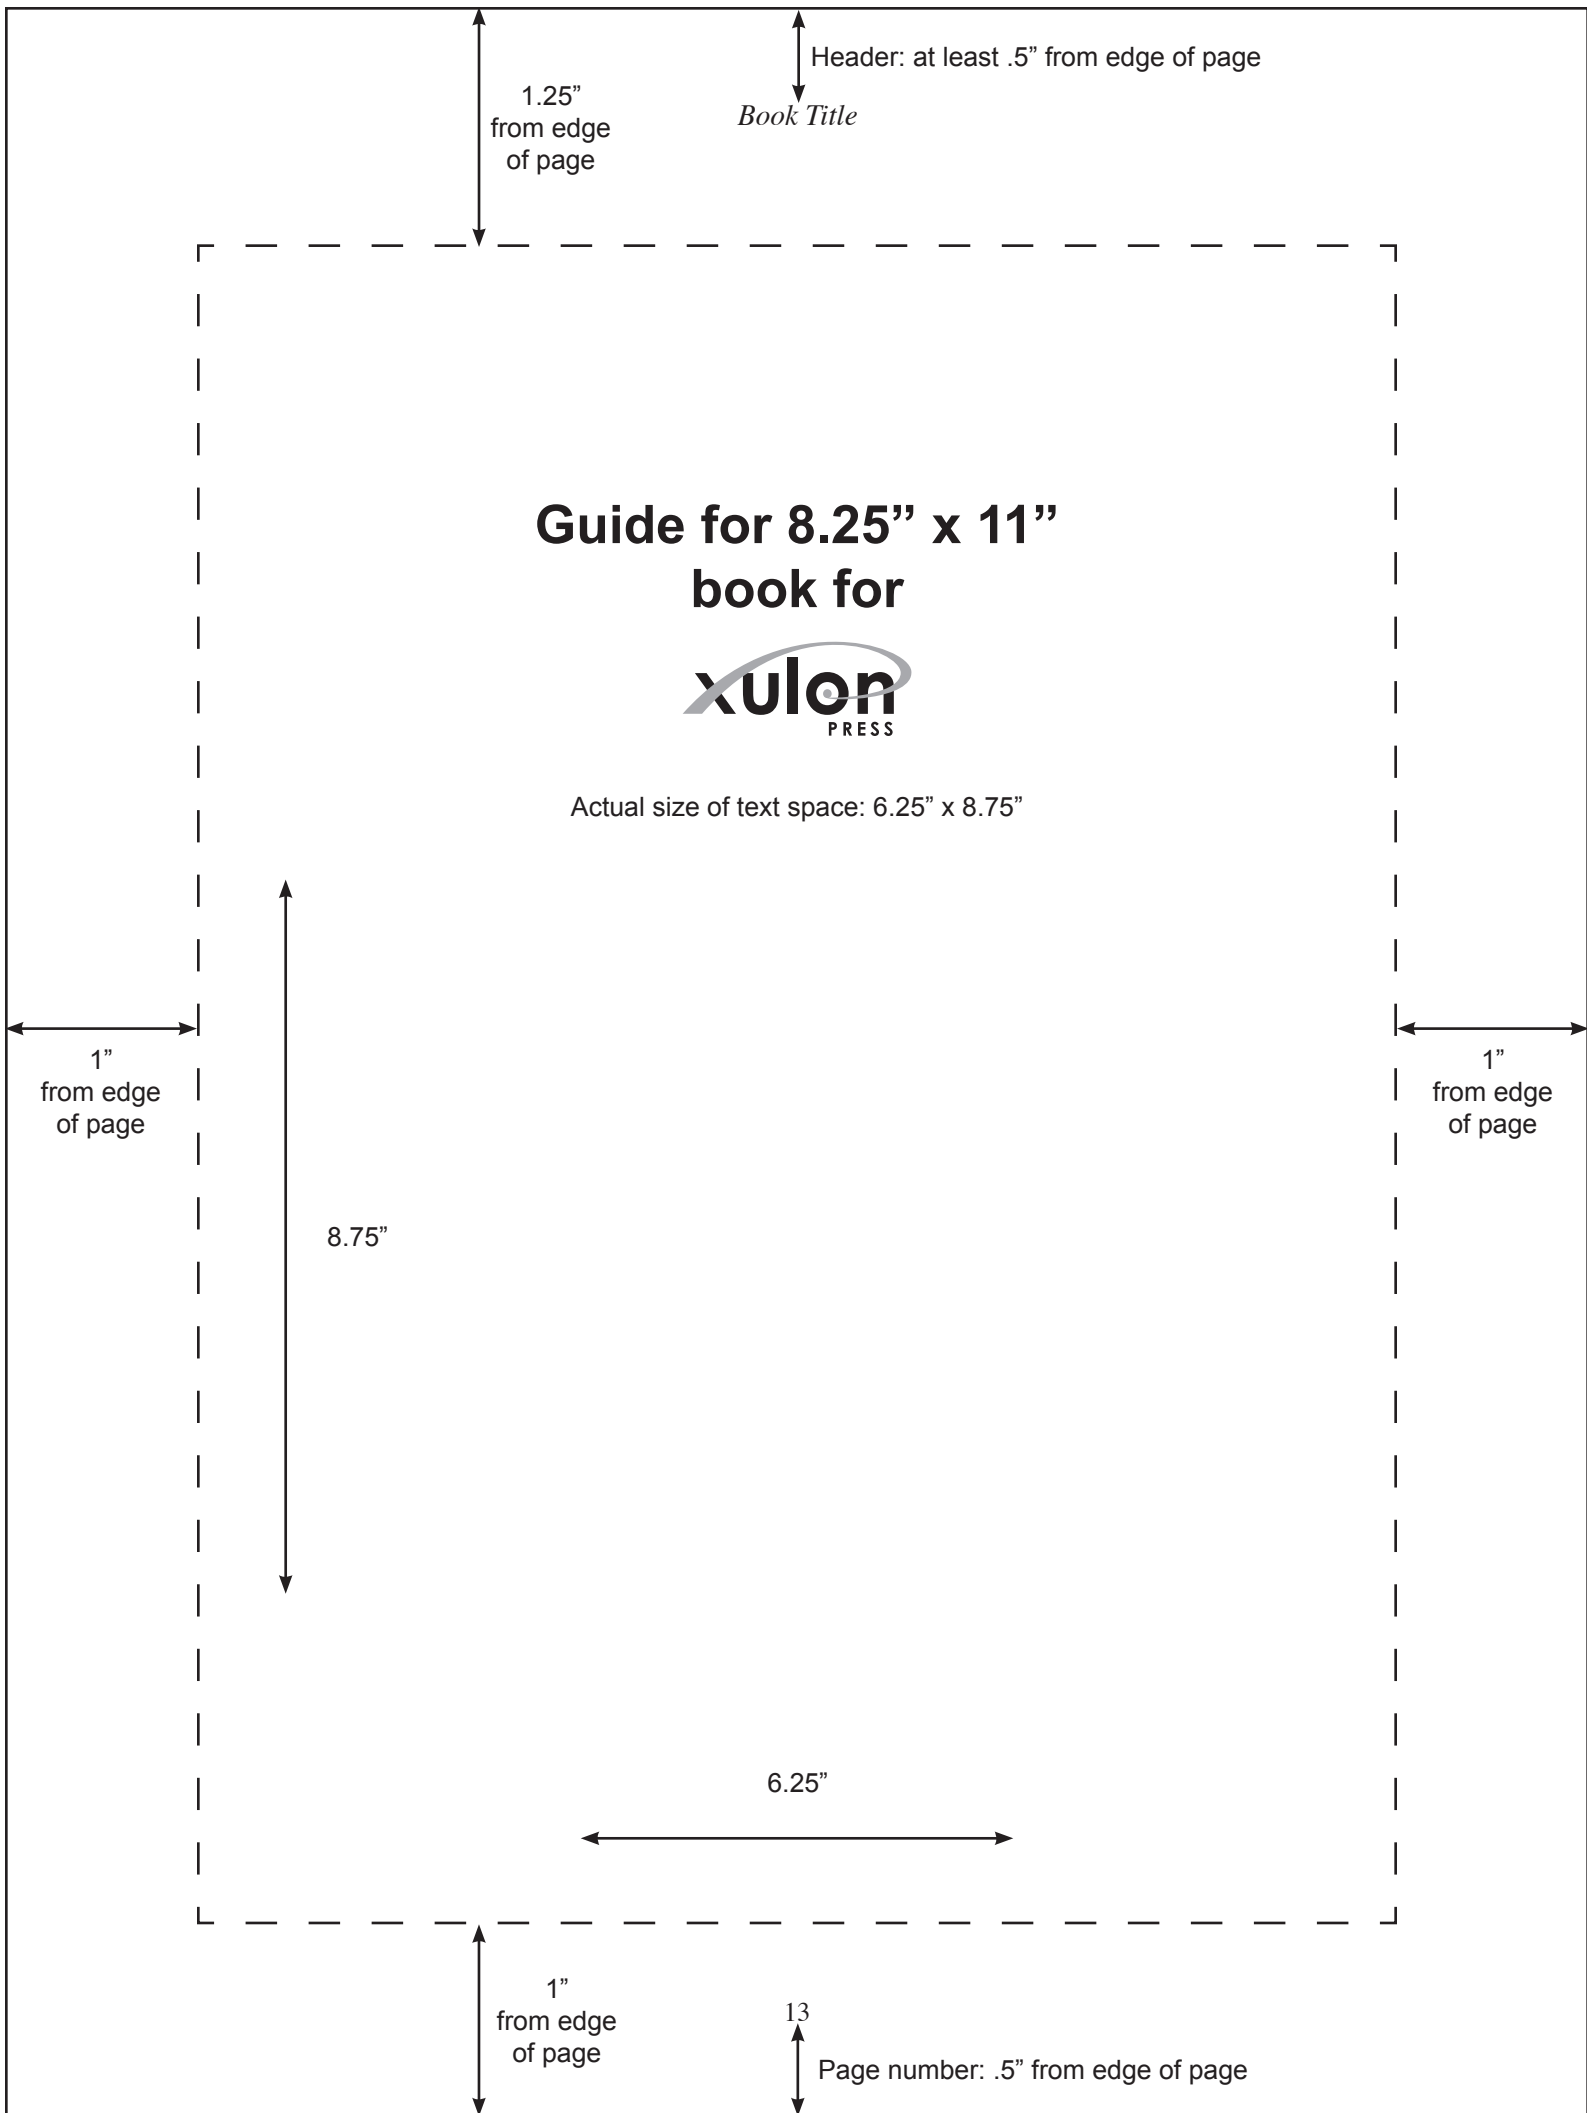 Header: at least .5” from edge of page
1.25”
from edge
of page
Book Title
Guide for 8.25” x 11”
book for
xulon
PRESS
Actual size of text space: 6.25” x 8.75”
1”
from edge
of page
1”
from edge
of page
8.75”
6.25”
1”
from edge
of page
13
Page number: .5” from edge of page